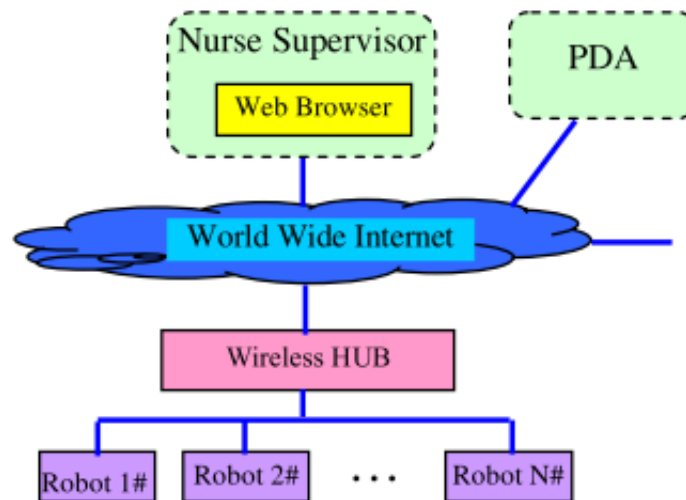 Nurse Supervisor
PDA
Web Browser
World Wide Internet
Wireless HUB
Robot 1#
Robot 2#
• • •
Robot N#